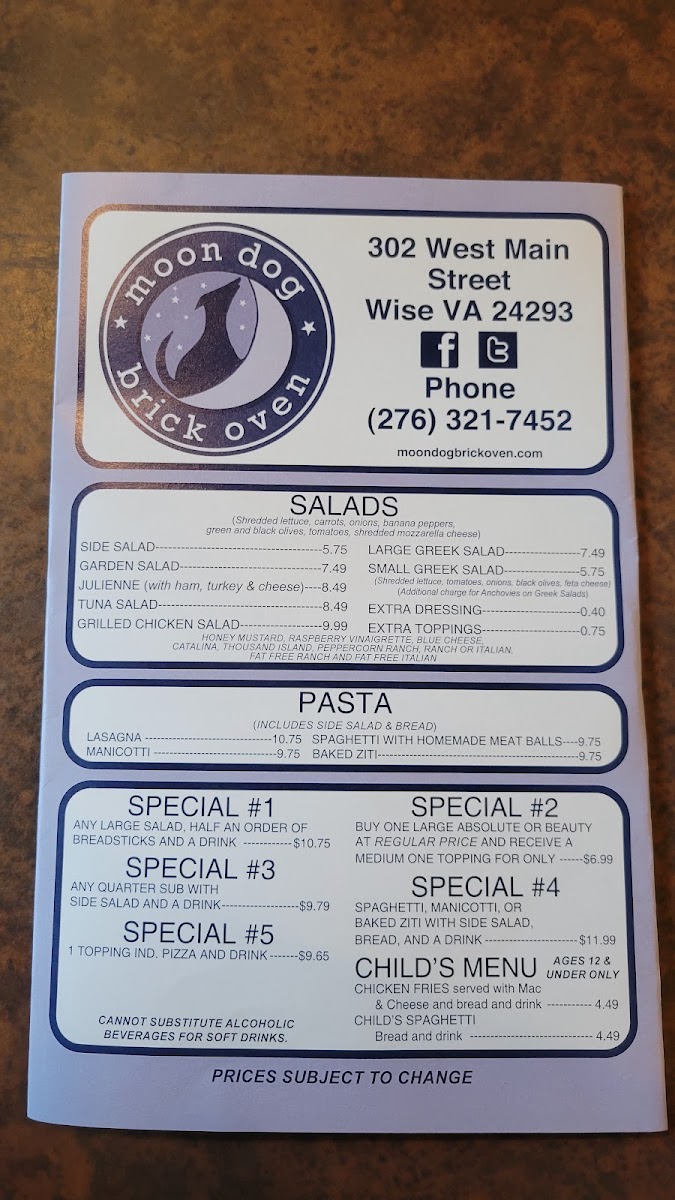 moon dog
brick oven
302 West Main
Street
Wise VA 24293
f t
Phone
(276) 321-7452
moondogbrickoven.com
SALADS
(Shredded lettuce, carrots, onions, banana peppers,
green and black olives, tomatoes, shredded mozzarella cheese)
SIDE SALAD---5.75
GARDEN SALAD---7.49
JULIENNE (with ham, turkey & cheese)---8.49
TUNA SALAD---8.49
GRILLED CHICKEN SALAD---9.99
LARGE GREEK SALAD---7.49
SMALL GREEK SALAD---5.75
(Shredded lettuce, tomatoes, onions, black olives, feta cheese)
(Additional charge for Anchovies on Greek Salads)
EXTRA DRESSING---0.40
EXTRA TOPPINGS---0.75
HONEY MUSTARD, RASPBERRY VINAIGRETTE, BLUE CHEESE,
CATALINA, THOUSAND ISLAND, PEPPERCORN RANCH, RANCH OR ITALIAN.
FAT FREE RANCH AND FAT FREE ITALIAN
PASTA
(INCLUDES SIDE SALAD & BREAD)
LASAGNA ---10.75
MANICOTTI ---9.75
SPAGHETTI WITH HOMEMADE MEAT BALLS---9.75
BAKED ZITI---9.75
SPECIAL #1
ANY LARGE SALAD, HALF AN ORDER OF
BREADSTICKS AND A DRINK ---$10.75
SPECIAL #3
ANY QUARTER SUB WITH
SIDE SALAD AND A DRINK---$9.79
SPECIAL #5
1 TOPPING IND. PIZZA AND DRINK---$9.65
CANNOT SUBSTITUTE ALCOHOLIC
BEVERAGES FOR SOFT DRINKS.
SPECIAL #2
BUY ONE LARGE ABSOLUTE OR BEAUTY
AT REGULAR PRICE AND RECEIVE A
MEDIUM ONE TOPPING FOR ONLY ---$6.99
SPECIAL #4
SPAGHETTI, MANICOTTI, OR
BAKED ZITI WITH SIDE SALAD,
BREAD, AND A DRINK ---$11.99
CHILD'S MENU AGES 12 &
UNDER ONLY
CHICKEN FRIES served with Mac
& Cheese and bread and drink --- 4.49
CHILD'S SPAGHETTI
Bread and drink --- 4.49
PRICES SUBJECT TO CHANGE